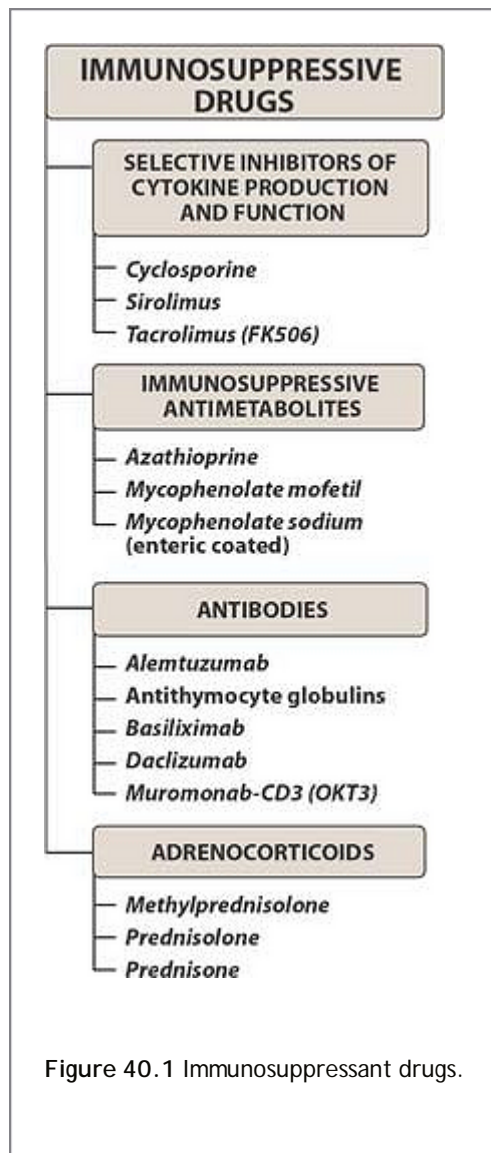 IMMUNOSUPPRESSIVE
DRUGS
SELECTIVE INHIBITORS OF
CYTOKINE PRODUCTION
AND FUNCTION
Cyclosporine
Sirolimus
Tacrolimus (FK506)
IMMUNOSUPPRESSIVE
ANTIMETABOLITES
Azathioprine
Mycophenolate mofetil
Mycophenolate sodium
(enteric coated)
ANTIBODIES
Alemtuzumab
Antithymocyte globulins
Basiliximab
Daclizumab
Muromonab-CD3 (OKT3)
ADRENOCORTICOIDS
Methylprednisolone
Prednisolone
Prednisone
Figure 40.1 Immunosuppressant drugs.